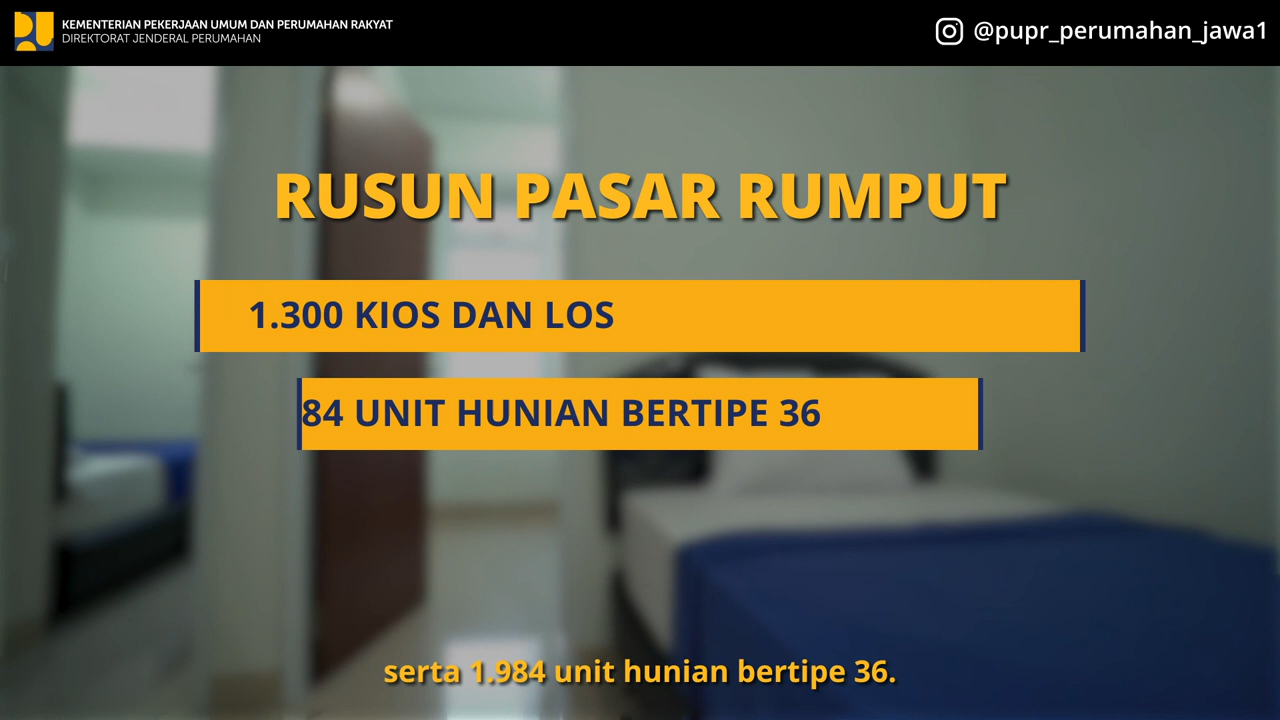 KEMENTERIAN PEKERJAAN UMUM DAN PERUMAHAN RAKYAT
DIREKTORAT JENDERAL PERUMAHAN
@pupr_perumahan_jawa1
RUSUN PASAR RUMPUT
1.300 KIOS DAN LOS
84 UNIT HUNIAN BERTIPE 36
serta 1.984 unit hunian bertipe 36.